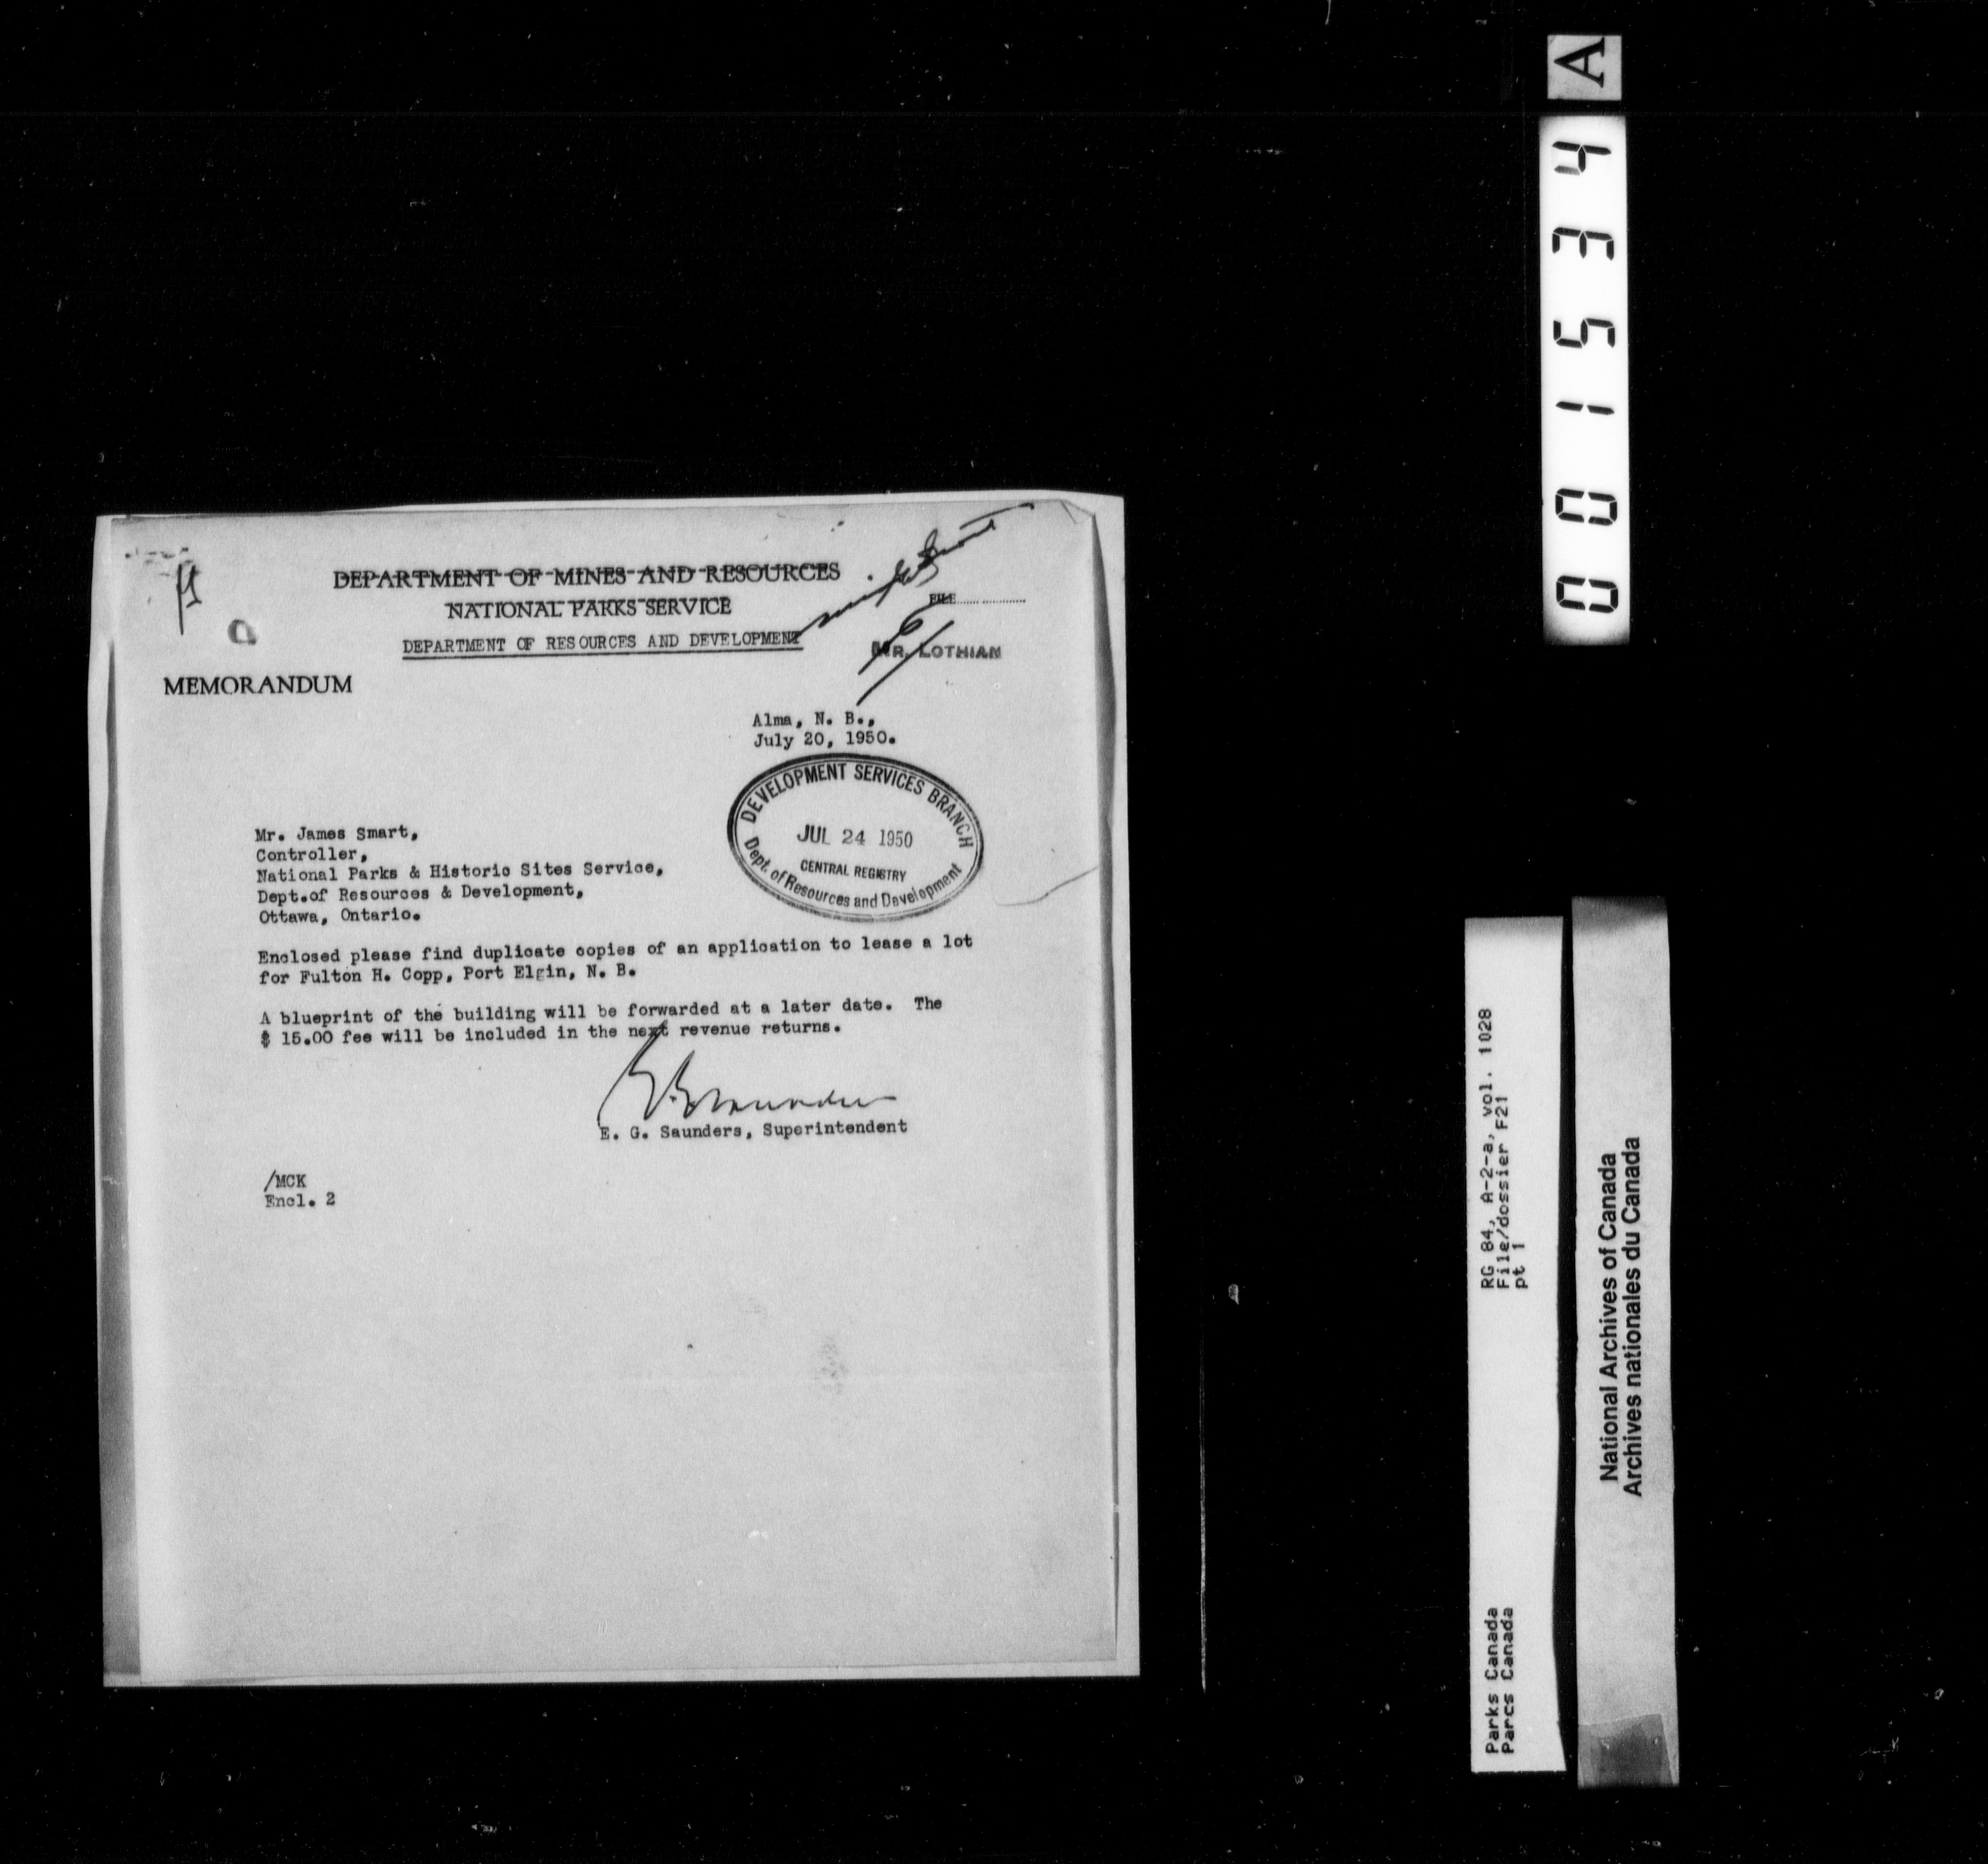 DEPARTMENT OF MINES AND RESOURCES
NATIONAL PARKS SERVICE
FILE
DEPARTMENT OF RESOURCES AND DEVELOPMENT
MR. LOTHIAN
MEMORANDUM
Alma, N. B.,
July 20, 1950.
DEVELOPMENT SERVICES BRANCH
JUL 24 1950
CENTRAL REGISTRY
Dept. of Resources and Development
Mr. James Smart,
Controller,
National Parks & Historic Sites Service,
Dept.of Resources & Development,
Ottawa, Ontario.
Enclosed please find duplicate copies of an application to lease a lot
for Fulton H. Copp, Port Elgin, N. B.
A blueprint of the building will be forwarded at a later date. The
$ 15.00 fee will be included in the next revenue returns.
E. G. Saunders, Superintendent
/MCK
Encl. 2
001534
A
RG 84, A-2-a, vol. 1028
File/dossier F21
pt 1
Parks Canada
Parcs Canada
National Archives of Canada
Archives nationales du Canada